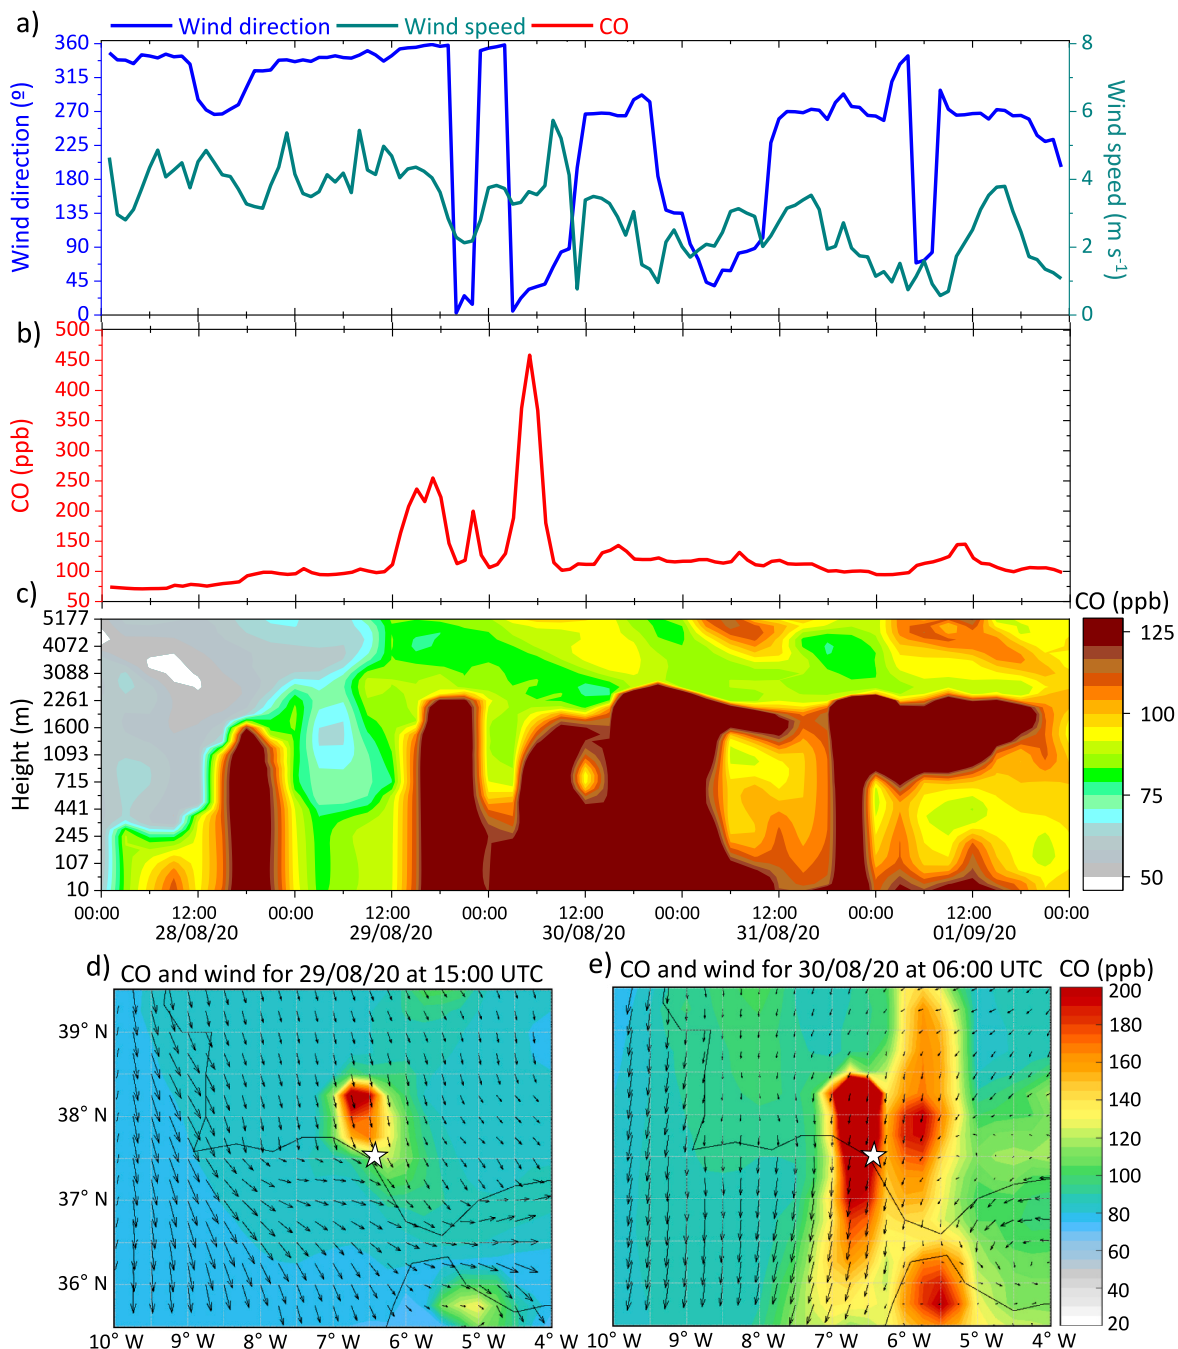 a)
Wind direction Wind speed CO
360
315
270
225
180
135
90
45
0
Wind direction (º)
8
6
4
2
0
Wind speed (m s-1)
b)
500
450
400
350
300
250
200
150
100
50
CO (ppb)
c)
CO (ppb)
5177
4072
3088
2261
1600
1093
715
441
245
107
10
Height (m)
125
100
75
50
00:00 12:00 00:00 12:00 00:00 12:00 00:00 12:00 00:00 12:00 00:00
28/08/20 29/08/20 30/08/20 31/08/20 01/09/20
d) CO and wind for 29/08/20 at 15:00 UTC
39° N
38° N
37° N
36° N
10° W 9° W 8° W 7° W 6° W 5° W 4° W
e) CO and wind for 30/08/20 at 06:00 UTC
10° W 9° W 8° W 7° W 6° W 5° W 4° W
CO (ppb)
200
180
160
140
120
100
80
60
40
20